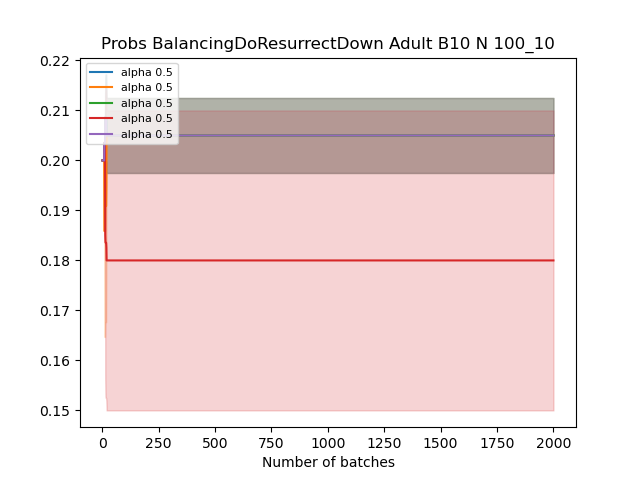 Probs BalancingDoResurrectDown Adult B10 N 100_10
0.22
0.21
0.20
0.19
0.18
0.17
0.16
0.15
alpha 0.5
alpha 0.5
alpha 0.5
alpha 0.5
alpha 0.5
0 250 500 750 1000 1250 1500 1750 2000
Number of batches